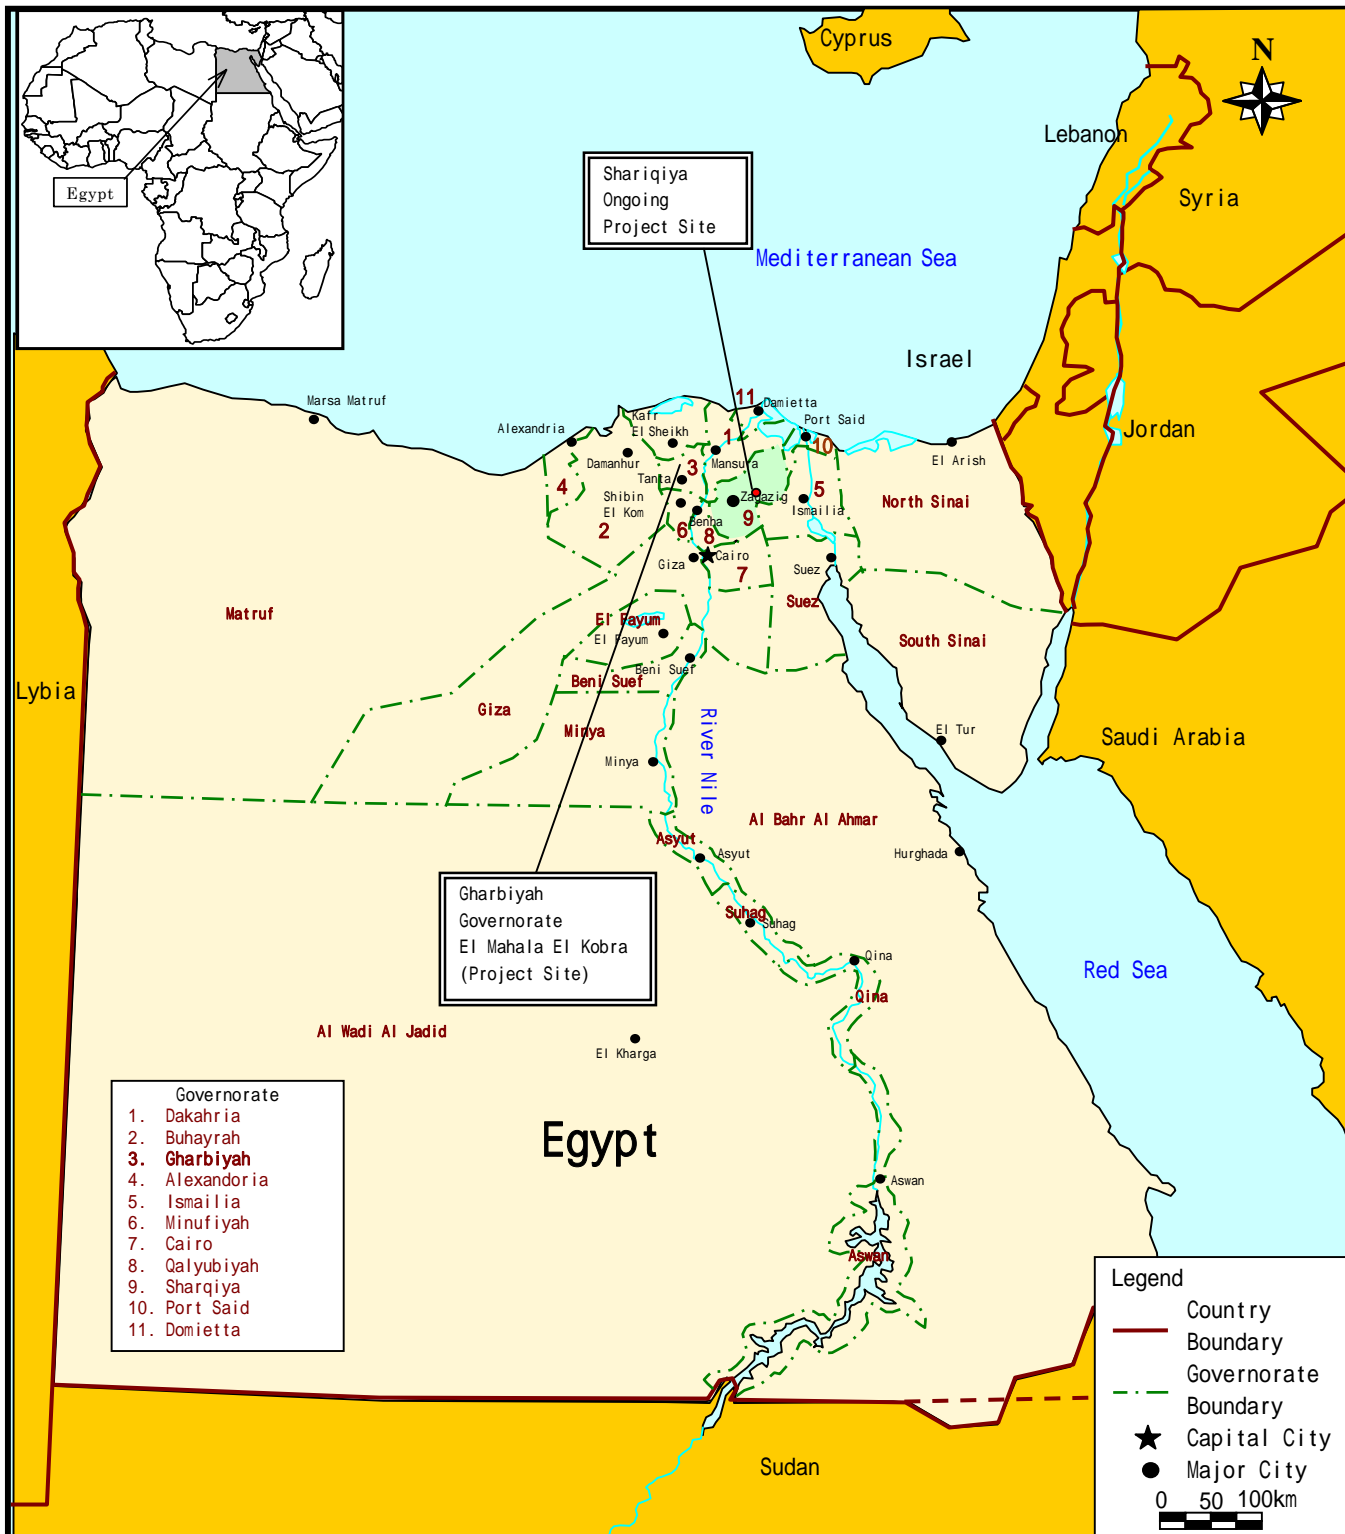 Cyprus
N
Lebanon
Syria
Egypt
Shariqiya
Ongoing
Project Site
Mediterranean Sea
Israel
Jordan
Marsa Matruf
Alexandria
Kafr
El Sheikh
11
Damietta
Port Said
1
10
El Arish
Damanhur
Mansura
3
Tanta
4
Shibin
El Kom
Zagazig
5
North Sinai
Ismailia
9
Benha
2
6
8
Giza
Cairo
7
Suez
Suez
Matruf
El Fayum
El Fayum
South Sinai
Beni Suef
Beni Suef
Lybia
Giza
Minya
River Nile
El Tur
Saudi Arabia
Minya
Al Bahr Al Ahmar
Asyut
Asyut
Hurghada
Gharbiyah
Governorate
El Mahala El Kobra
(Project Site)
Suhag
Suhag
Qina
Qina
Red Sea
Al Wadi Al Jadid
El Kharga
Egypt
Governorate
1. Dakahria
2. Buhayrah
3. Gharbiyah
4. Alexandoria
5. Ismailia
6. Minufiyah
7. Cairo
8. Qalyubiyah
9. Sharqiya
10. Port Said
11. Domietta
Aswan
Aswan
Sudan
Legend
Country
Boundary
Governorate
Boundary
Capital City
Major City
0 50 100km